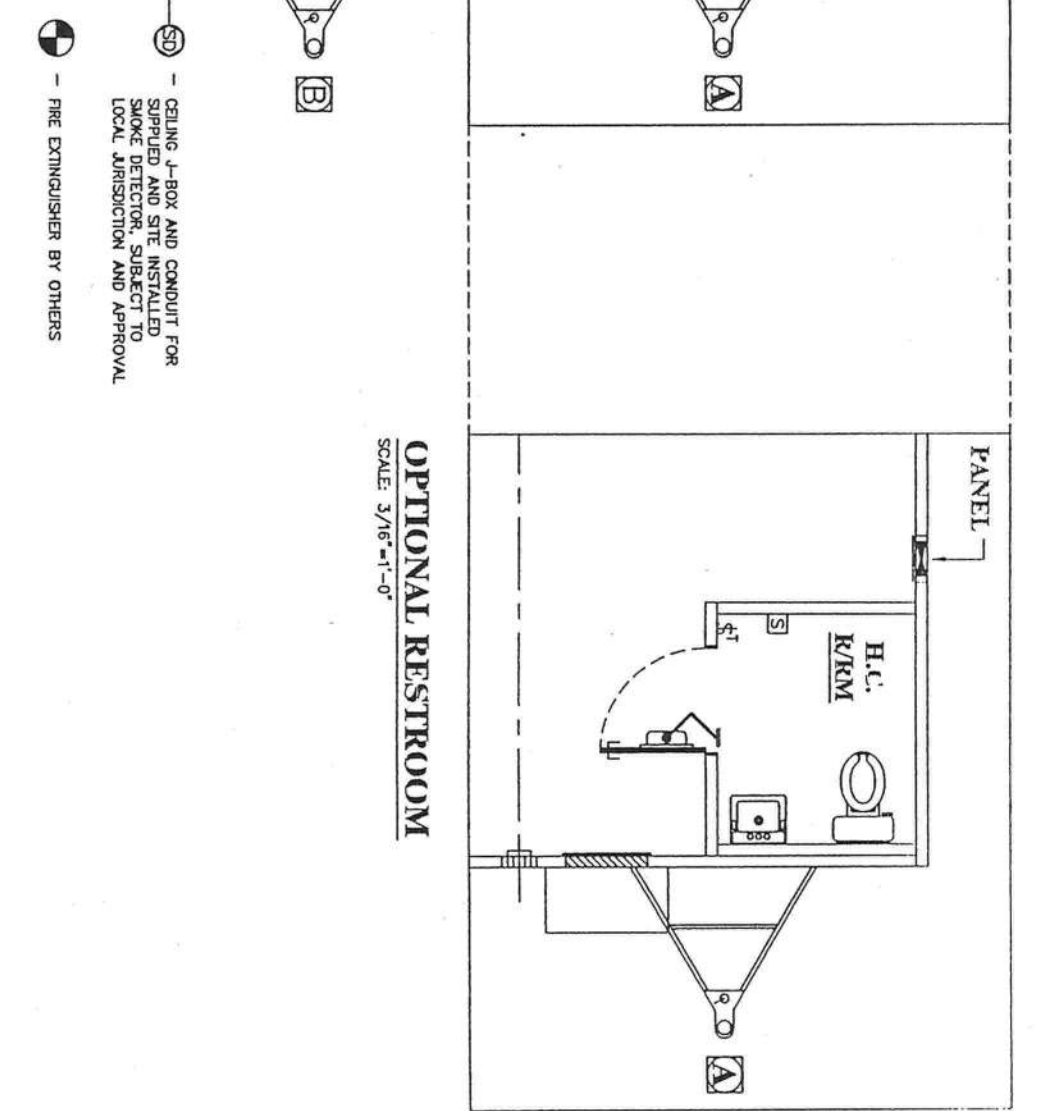 A
B
SD - CEILING J-BOX AND CONDUIT FOR
SUPPLIED AND SITE INSTALLED
SMOKE DETECTOR, SUBJECT TO
LOCAL JURISDICTION AND APPROVAL
- FIRE EXTINGUISHER BY OTHERS
PANEL
H.C.
R/RM
S
$T
A
OPTIONAL RESTROOM
SCALE: 3/16"=1'-0"